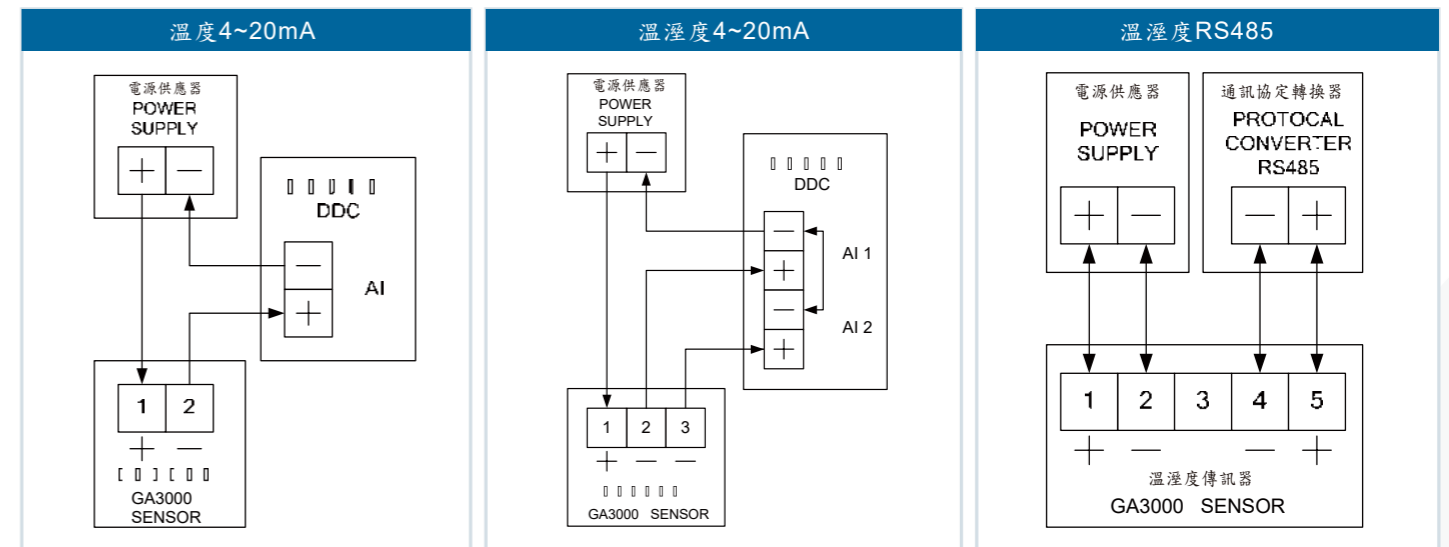 溫度4~20mA
電源供應器
POWER
SUPPLY
+ −
DDC
−
AI
+
1 2
+ −
GA3000
SENSOR
溫溼度4~20mA
電源供應器
POWER
SUPPLY
+ −
DDC
−
AI 1
+
−
AI 2
+
1 2 3
+ − −
GA3000 SENSOR
溫溼度RS485
電源供應器
POWER
SUPPLY
+ −
通訊協定轉換器
PROTOCAL
CONVERTER
RS485
− +
1 2 3 4 5
+ − − +
溫溼度傳訊器
GA3000 SENSOR